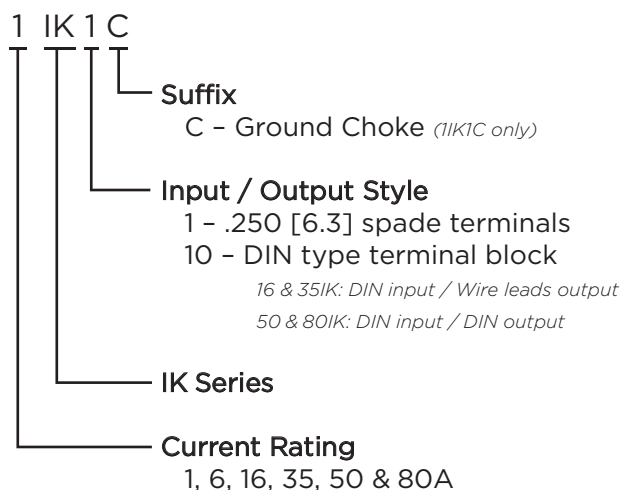 1 IK 1 C
Suffix
C – Ground Choke (1IK1C only)
Input / Output Style
1 – .250 [6.3] spade terminals
10 – DIN type terminal block
16 & 35IK: DIN input / Wire leads output
50 & 80IK: DIN input / DIN output
IK Series
Current Rating
1, 6, 16, 35, 50 & 80A